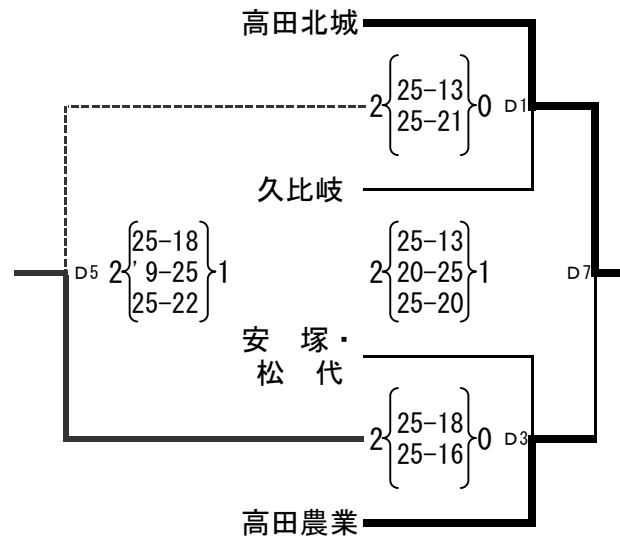 高田北城
2 25-13 0 D1
25-21
久比岐
D5 2 25-18 1
' 9-25
25-22
2 25-13 1 D7
20-25
25-20
安　塚・
松　代
2 25-18 0 D3
25-16
高田農業